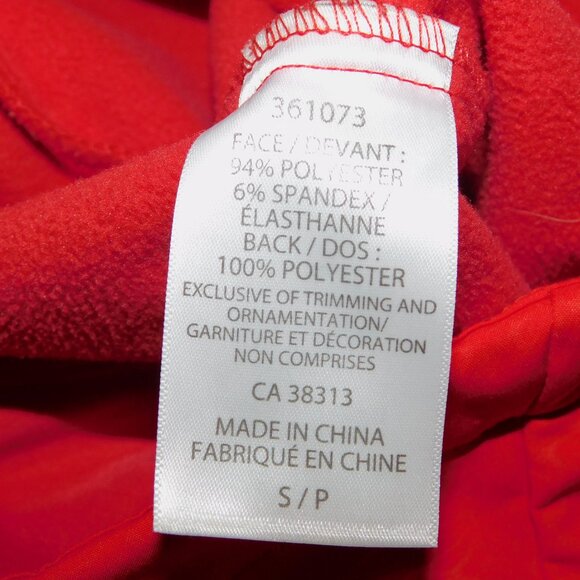 361073
FACE / DEVANT :
94% POLYESTER
6% SPANDEX /
ÉLASTHANNE
BACK / DOS :
100% POLYESTER
EXCLUSIVE OF TRIMMING AND
ORNAMENTATION/
GARNITURE ET DÉCORATION
NON COMPRISES
CA 38313
MADE IN CHINA
FABRIQUÉ EN CHINE
S / P